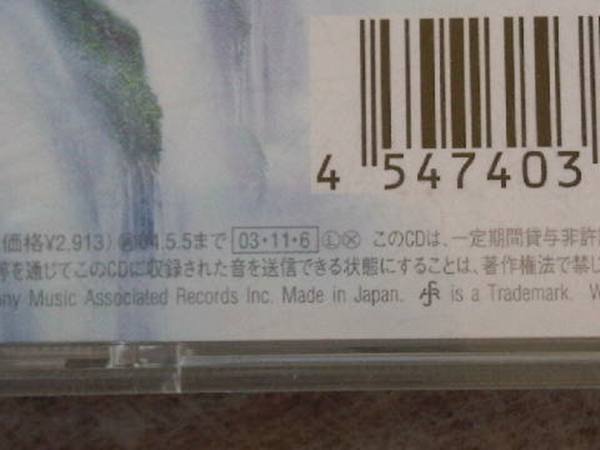 4 547403
価格¥2,913) 04.5.5まで 03・11・6 Ⓛ Ⓧ このCDは、一定期間貸与非許
を通じてこのCDに収録された音を送信できる状態にすることは、著作権法で禁じ
ny Music Associated Records Inc. Made in Japan. is a Trademark. W